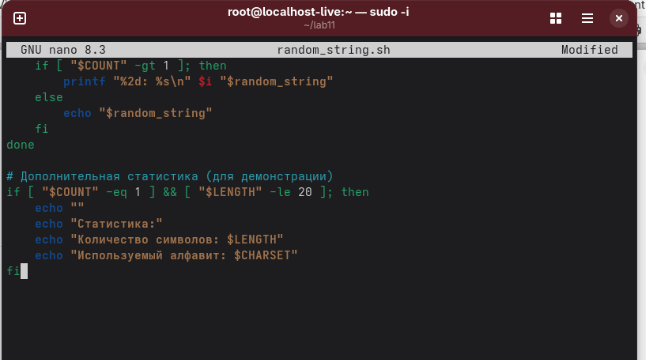 root@localhost-live:~ — sudo -i
~/lab11
GNU nano 8.3 random_string.sh Modified
if [ "$COUNT" -gt 1 ]; then
printf "%2d: %s\n" $i "$random_string"
else
echo "$random_string"
fi
done
# Дополнительная статистика (для демонстрации)
if [ "$COUNT" -eq 1 ] && [ "$LENGTH" -le 20 ]; then
echo ""
echo "Статистика:"
echo "Количество символов: $LENGTH"
echo "Используемый алфавит: $CHARSET"
fi